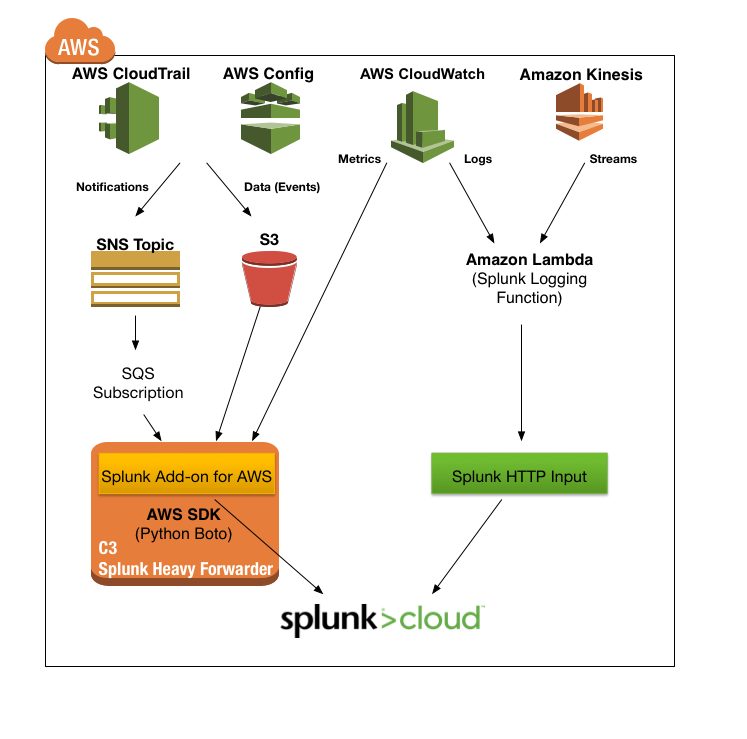 AWS
AWS CloudTrail
AWS Config
AWS CloudWatch
Amazon Kinesis
Metrics
Logs
Streams
Notifications
Data (Events)
SNS Topic
S3
Amazon Lambda
(Splunk Logging
Function)
SQS
Subscription
Splunk Add-on for AWS
Splunk HTTP Input
AWS SDK
(Python Boto)
C3
Splunk Heavy Forwarder
splunk>cloud™